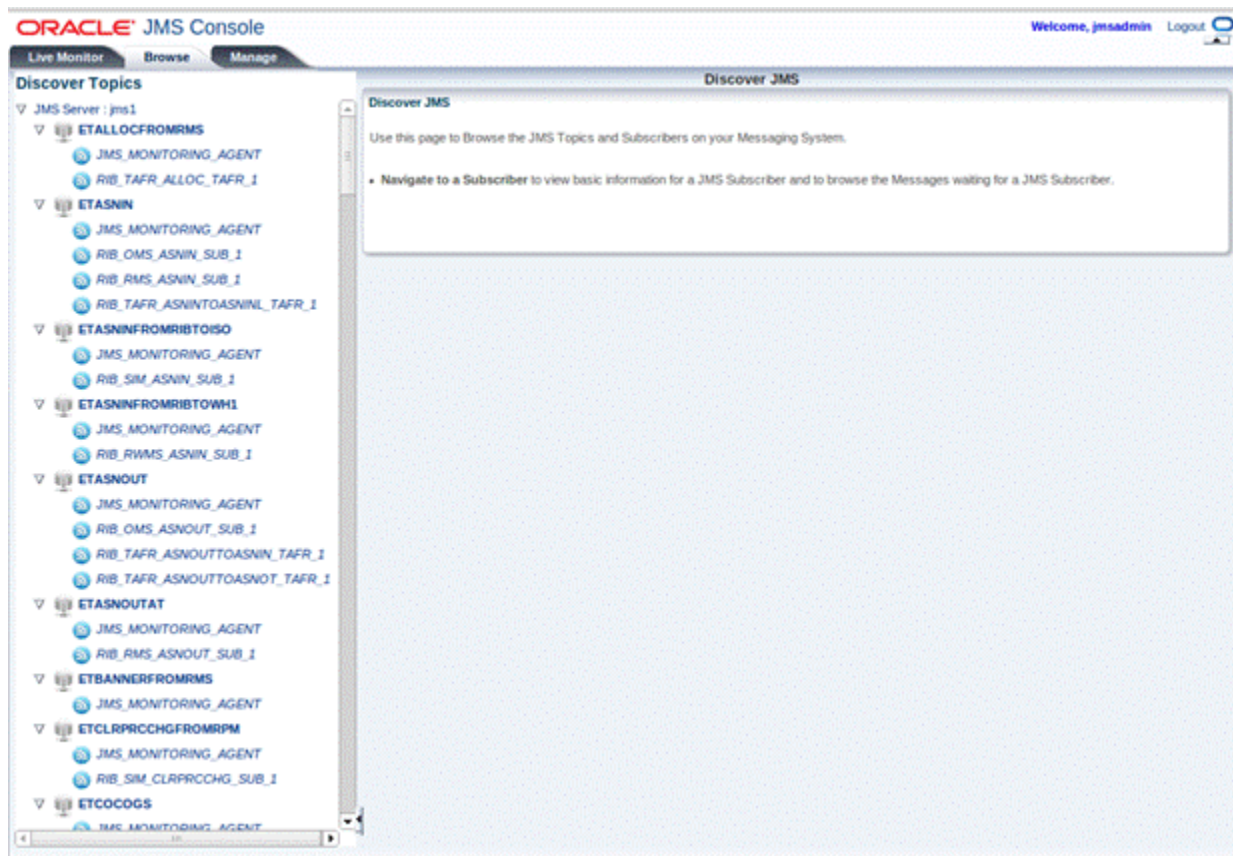 ORACLE® JMS Console
Welcome, jmsadmin Logout
Live Monitor Browse Manage
Discover Topics
JMS Server : jms1
ETALLOCFROMRMS
JMS_MONITORING_AGENT
RIB_TAFR_ALLOC_TAFR_1
ETASNIN
JMS_MONITORING_AGENT
RIB_OMS_ASNIN_SUB_1
RIB_RMS_ASNIN_SUB_1
RIB_TAFR_ASNINTOASNINL_TAFR_1
ETASNINFROMRIBTOISO
JMS_MONITORING_AGENT
RIB_SIM_ASNIN_SUB_1
ETASNINFROMRIBTOWH1
JMS_MONITORING_AGENT
RIB_RWMS_ASNIN_SUB_1
ETASNOUT
JMS_MONITORING_AGENT
RIB_OMS_ASNOUT_SUB_1
RIB_TAFR_ASNOUTTOASNIN_TAFR_1
RIB_TAFR_ASNOUTTOASNOT_TAFR_1
ETASNOUTAT
JMS_MONITORING_AGENT
RIB_RMS_ASNOUT_SUB_1
ETBANNERFROMRMS
JMS_MONITORING_AGENT
ETCLRPRCCHGFROMRPM
JMS_MONITORING_AGENT
RIB_SIM_CLRPRCCHG_SUB_1
ETCOCOGS
JMS_MONITORING_AGENT
Discover JMS
Discover JMS
Use this page to Browse the JMS Topics and Subscribers on your Messaging System.
• Navigate to a Subscriber to view basic information for a JMS Subscriber and to browse the Messages waiting for a JMS Subscriber.